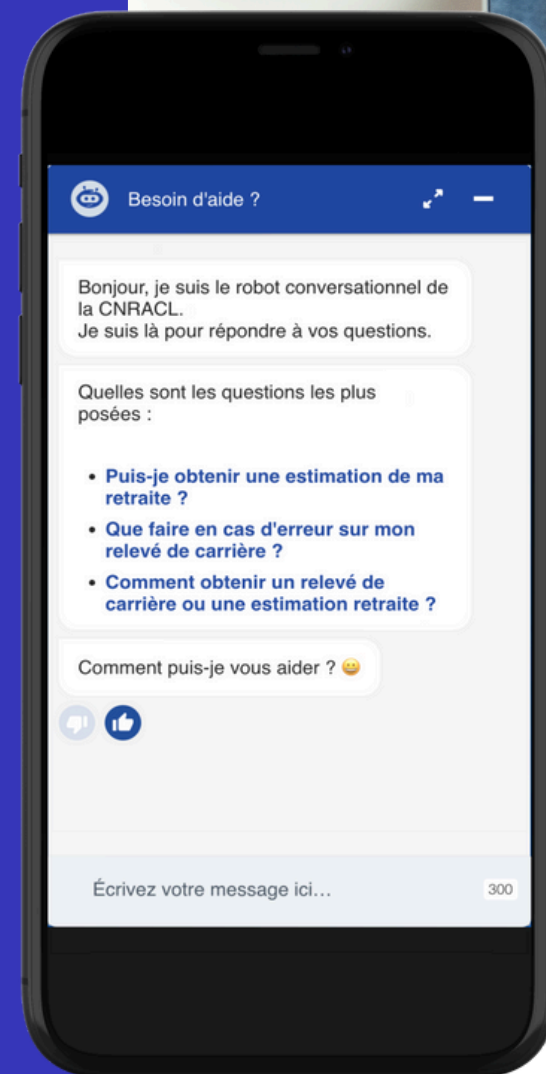 Besoin d'aide ?
Bonjour, je suis le robot conversationnel de
la CNRACL.
Je suis là pour répondre à vos questions.
Quelles sont les questions les plus
posées :
• Puis-je obtenir une estimation de ma
retraite ?
• Que faire en cas d'erreur sur mon
relevé de carrière ?
• Comment obtenir un relevé de
carrière ou une estimation retraite ?
Comment puis-je vous aider ? 😀
Écrivez votre message ici…
300